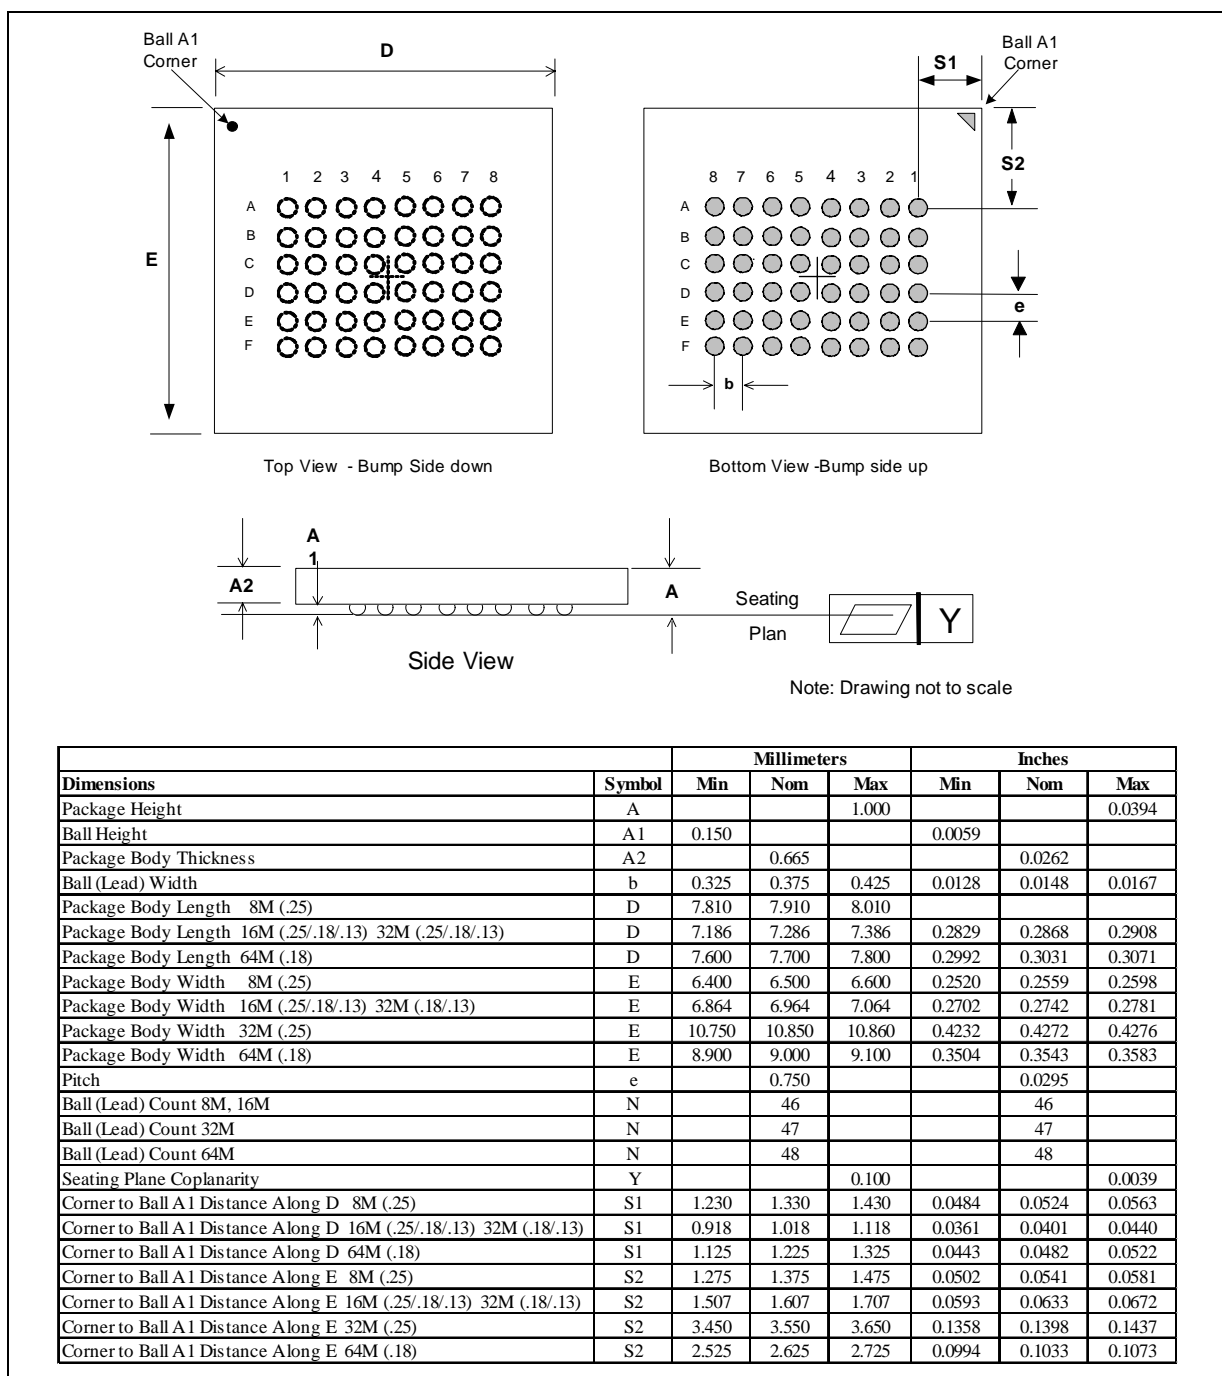 Ball A1
Corner
D
S1
Ball A1
Corner
E
S2
1 2 3 4 5 6 7 8
A
B
C
D
E
F
8 7 6 5 4 3 2 1
A
B
C
D
E
F
e
b
Top View - Bump Side down
Bottom View -Bump side up
A
1
A2
A
Seating
Plan
Y
Side View
Note: Drawing not to scale
Millimeters Inches
Dimensions Symbol Min Nom Max Min Nom Max
Package Height A 1.000 0.0394
Ball Height A1 0.150 0.0059
Package Body Thickness A2 0.665 0.0262
Ball (Lead) Width b 0.325 0.375 0.425 0.0128 0.0148 0.0167
Package Body Length 8M (.25) D 7.810 7.910 8.010
Package Body Length 16M (.25/.18/.13) 32M (.25/.18/.13) D 7.186 7.286 7.386 0.2829 0.2868 0.2908
Package Body Length 64M (.18) D 7.600 7.700 7.800 0.2992 0.3031 0.3071
Package Body Width 8M (.25) E 6.400 6.500 6.600 0.2520 0.2559 0.2598
Package Body Width 16M (.25/.18/.13) 32M (.18/.13) E 6.864 6.964 7.064 0.2702 0.2742 0.2781
Package Body Width 32M (.25) E 10.750 10.850 10.860 0.4232 0.4272 0.4276
Package Body Width 64M (.18) E 8.900 9.000 9.100 0.3504 0.3543 0.3583
Pitch e 0.750 0.0295
Ball (Lead) Count 8M, 16M N 46 46
Ball (Lead) Count 32M N 47 47
Ball (Lead) Count 64M N 48 48
Seating Plane Coplanarity Y 0.100 0.0039
Corner to Ball A1 Distance Along D 8M (.25) S1 1.230 1.330 1.430 0.0484 0.0524 0.0563
Corner to Ball A1 Distance Along D 16M (.25/.18/.13) 32M (.18/.13) S1 0.918 1.018 1.118 0.0361 0.0401 0.0440
Corner to Ball A1 Distance Along D 64M (.18) S1 1.125 1.225 1.325 0.0443 0.0482 0.0522
Corner to Ball A1 Distance Along E 8M (.25) S2 1.275 1.375 1.475 0.0502 0.0541 0.0581
Corner to Ball A1 Distance Along E 16M (.25/.18/.13) 32M (.18/.13) S2 1.507 1.607 1.707 0.0593 0.0633 0.0672
Corner to Ball A1 Distance Along E 32M (.25) S2 3.450 3.550 3.650 0.1358 0.1398 0.1437
Corner to Ball A1 Distance Along E 64M (.18) S2 2.525 2.625 2.725 0.0994 0.1033 0.1073